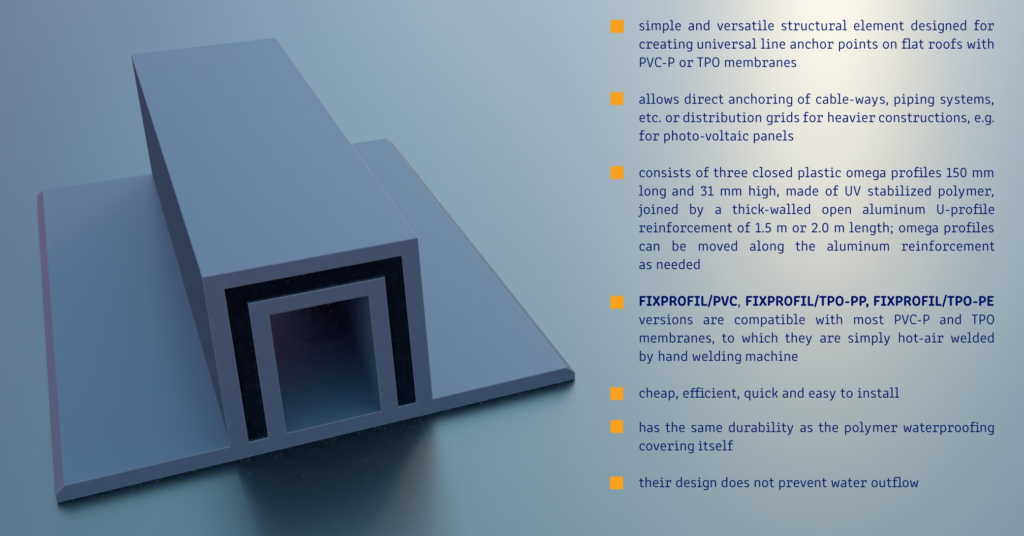 simple and versatile structural element designed for
creating universal line anchor points on flat roofs with
PVC-P or TPO membranes
allows direct anchoring of cable-ways, piping systems,
etc. or distribution grids for heavier constructions, e.g.
for photo-voltaic panels
consists of three closed plastic omega profiles 150 mm
long and 31 mm high, made of UV stabilized polymer,
joined by a thick-walled open aluminum U-profile
reinforcement of 1.5 m or 2.0 m length; omega profiles
can be moved along the aluminum reinforcement
as needed
FIXPROFIL/PVC, FIXPROFIL/TPO-PP, FIXPROFIL/TPO-PE
versions are compatible with most PVC-P and TPO
membranes, to which they are simply hot-air welded
by hand welding machine
cheap, efficient, quick and easy to install
has the same durability as the polymer waterproofing
covering itself
their design does not prevent water outflow